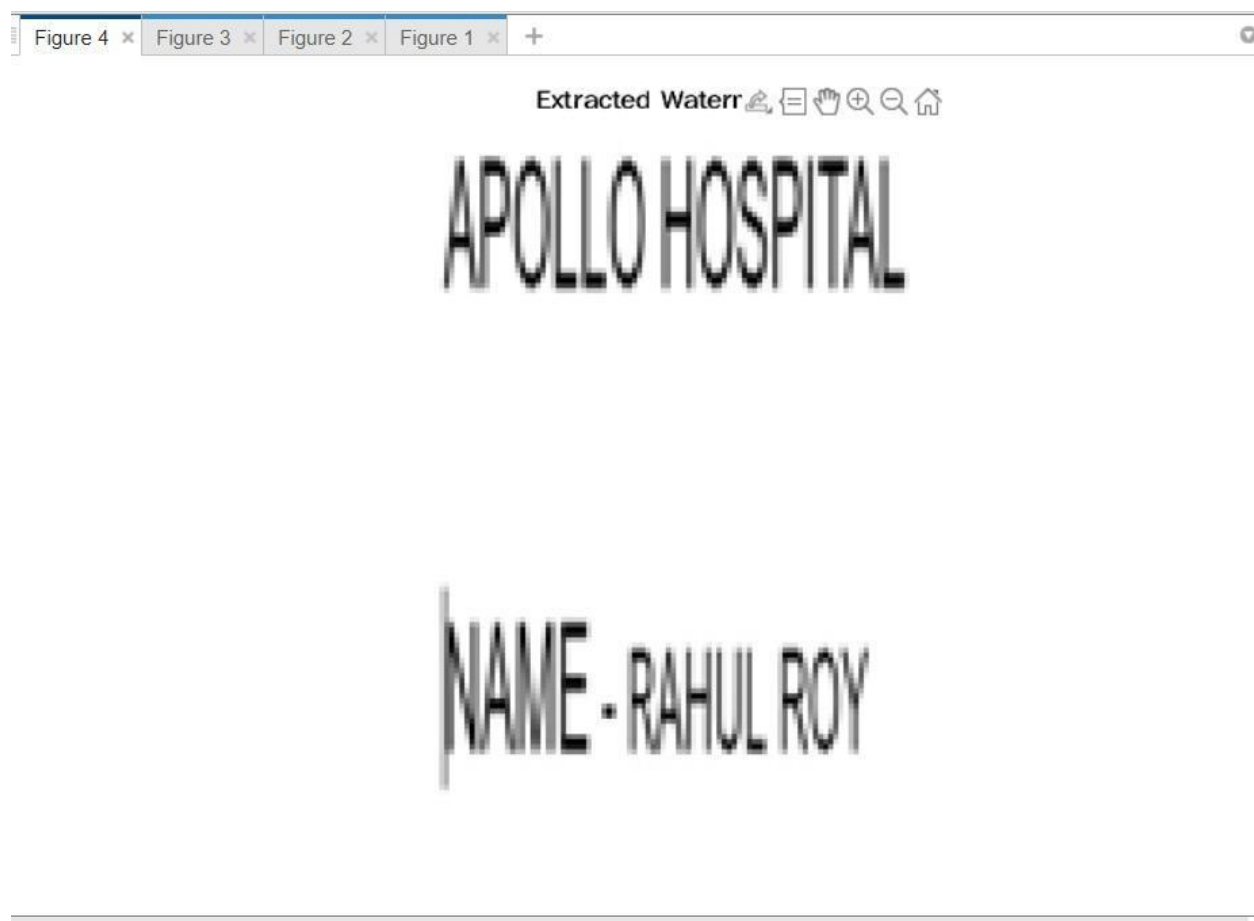 Figure 4 × Figure 3 × Figure 2 × Figure 1 × +
Extracted Waterr
APOLLO HOSPITAL
NAME - RAHUL ROY